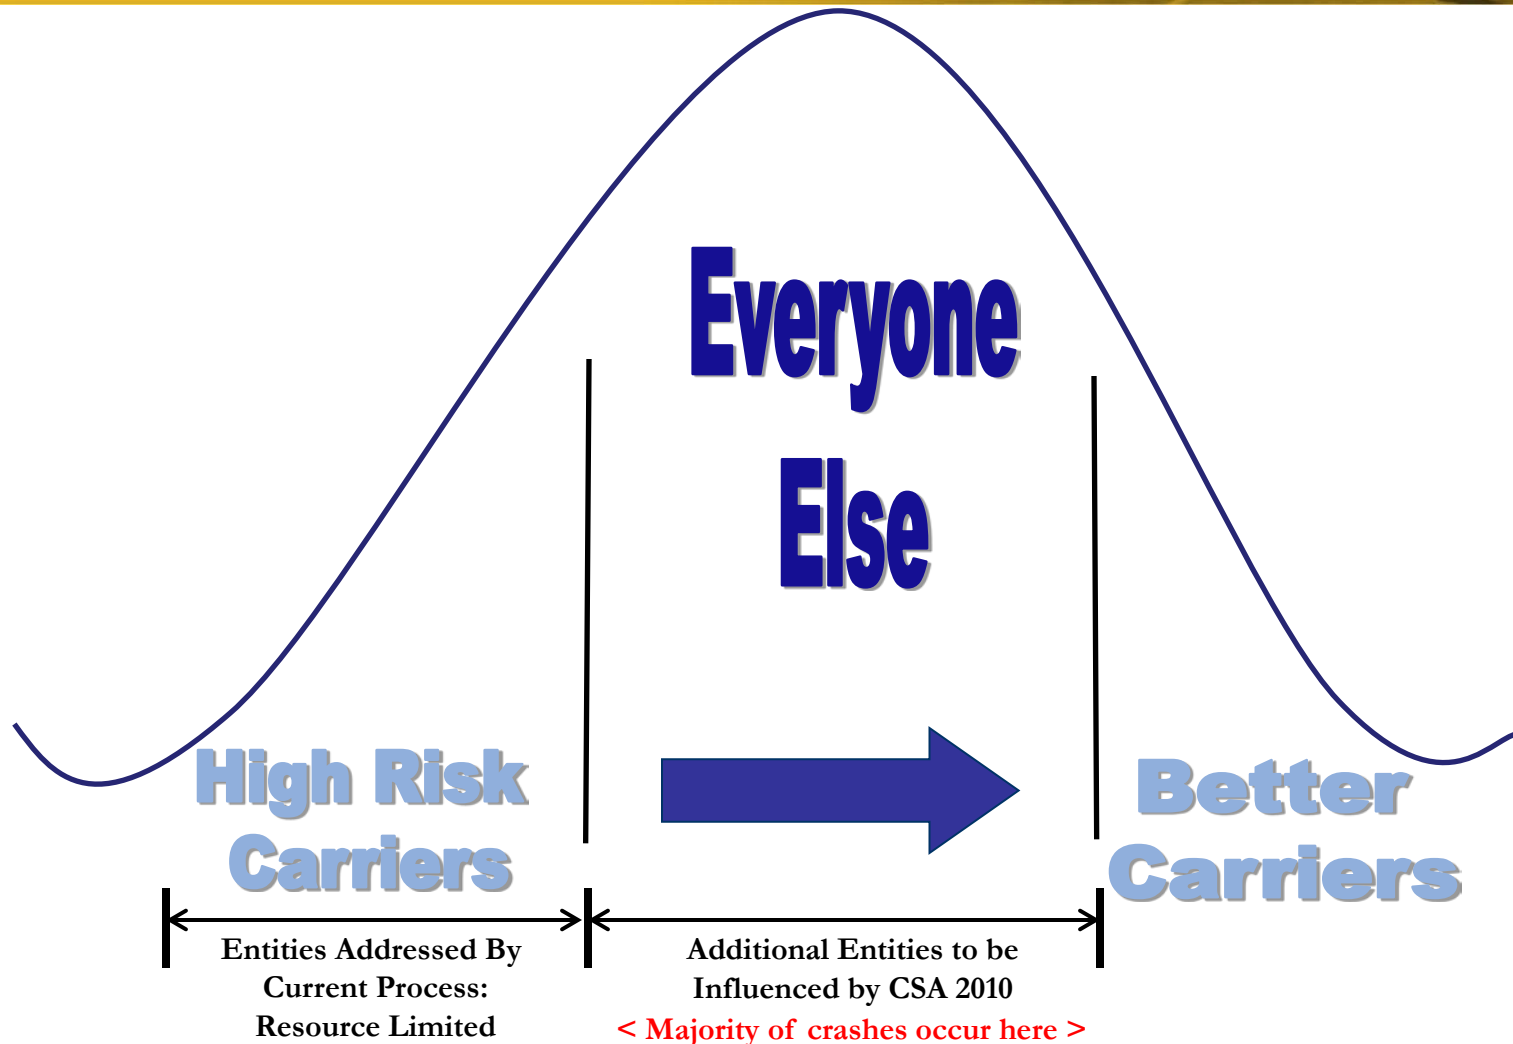 Everyone
Else
High Risk
Carriers
Better
Carriers
Entities Addressed By
Current Process:
Resource Limited
Additional Entities to be
Influenced by CSA 2010
< Majority of crashes occur here >